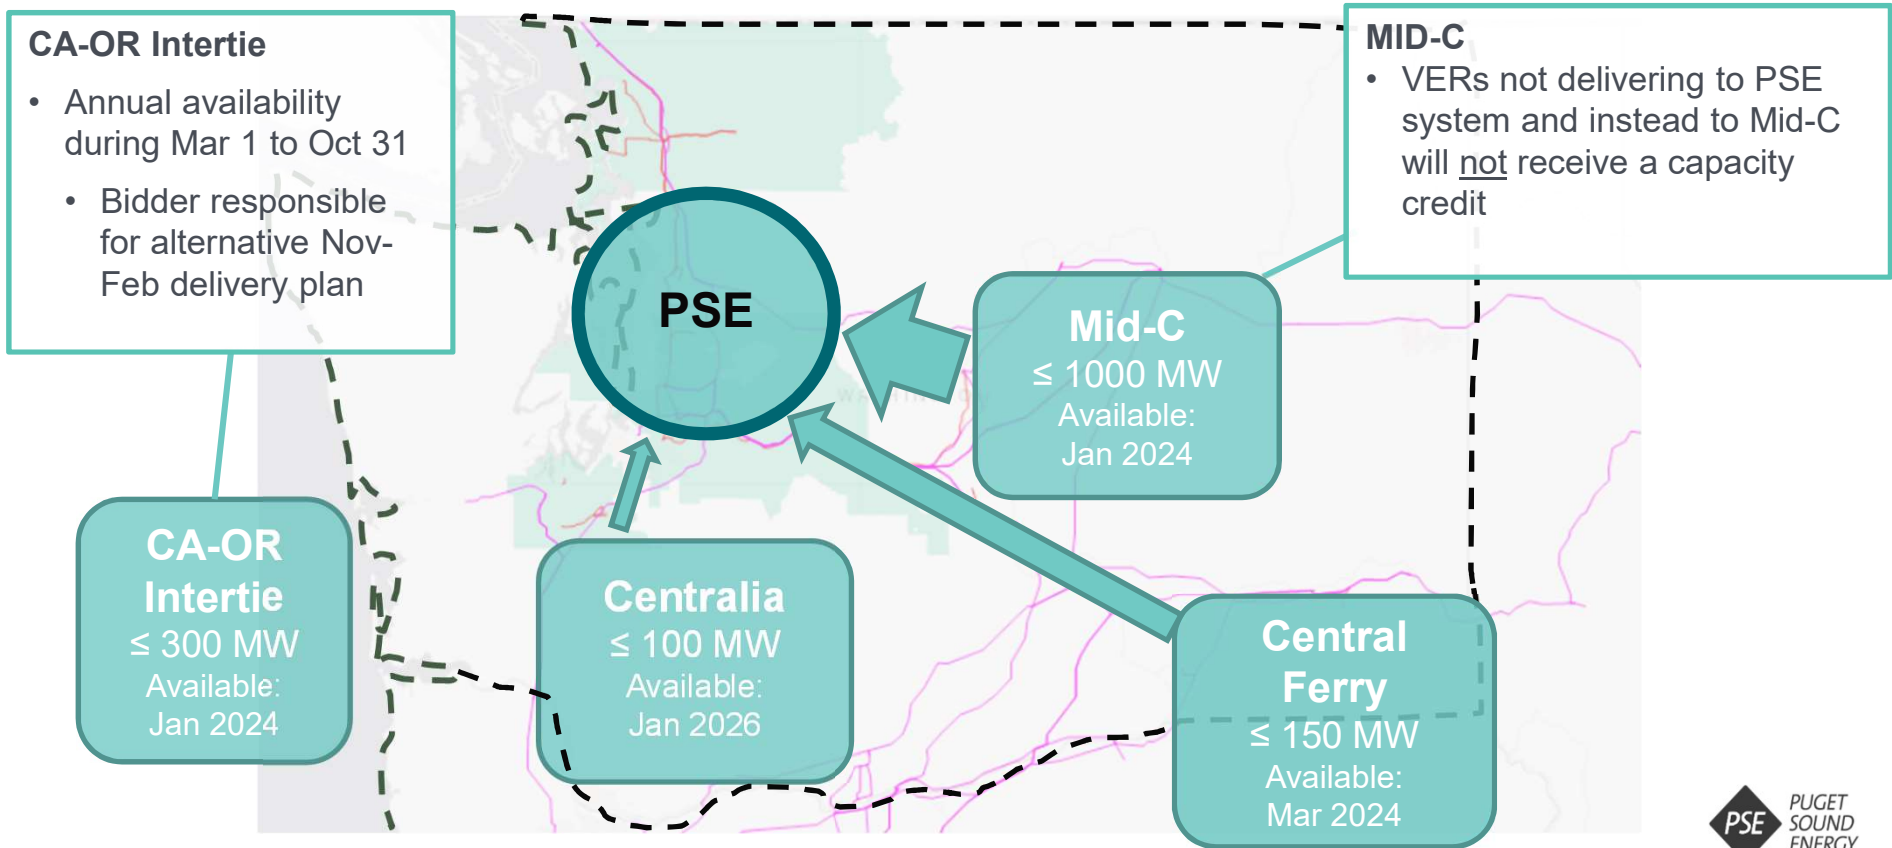 CA-OR Intertie
• Annual availability
during Mar 1 to Oct 31
• Bidder responsible
for alternative Nov-
Feb delivery plan
MID-C
• VERs not delivering to PSE
system and instead to Mid-C
will not receive a capacity
credit
PSE
Mid-C
≤ 1000 MW
Available:
Jan 2024
CA-OR
Intertie
≤ 300 MW
Available:
Jan 2024
Centralia
≤ 100 MW
Available:
Jan 2026
Central
Ferry
≤ 150 MW
Available:
Mar 2024
PSE
PUGET
SOUND
ENERGY